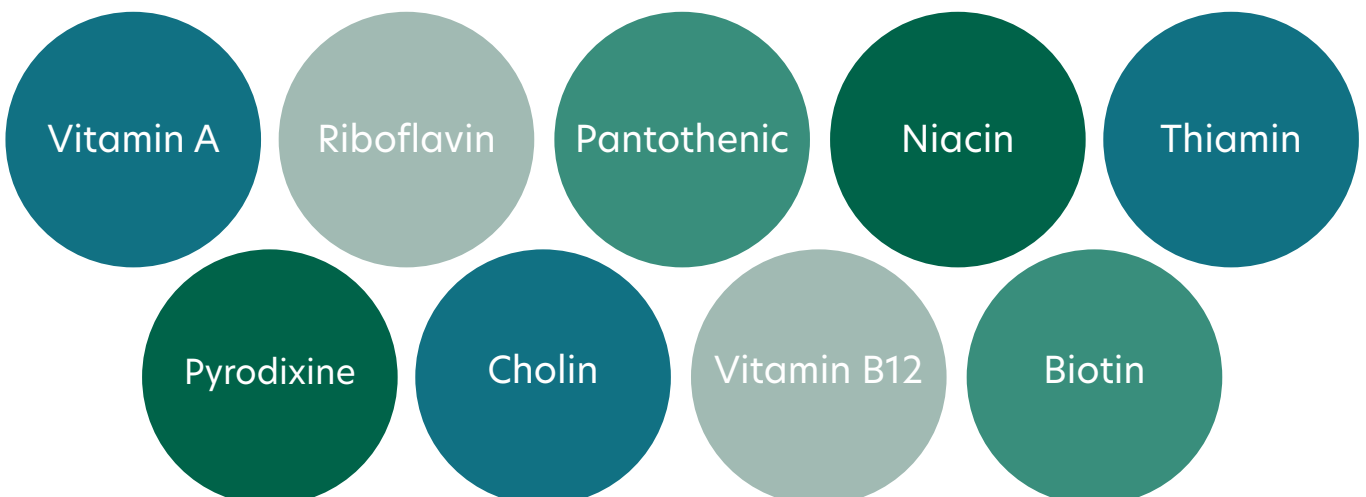 Vitamin A
Riboflavin
Pantothenic
Niacin
Thiamin
Pyrodixine
Cholin
Vitamin B12
Biotin